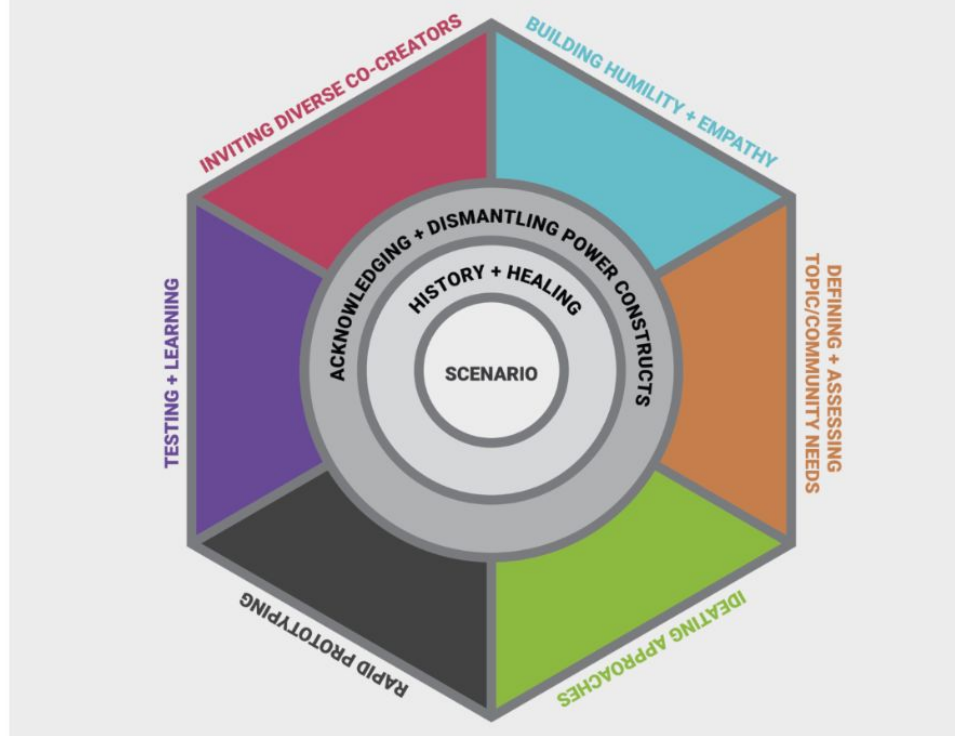 INVITING DIVERSE CO-CREATORS
BUILDING HUMILITY + EMPATHY
DEFINING + ASSESSING
TOPIC/COMMUNITY NEEDS
IDEATING APPROACHES
RAPID PROTOTYPING
TESTING + LEARNING
ACKNOWLEDGING + DISMANTLING POWER CONSTRUCTS
HISTORY + HEALING
SCENARIO